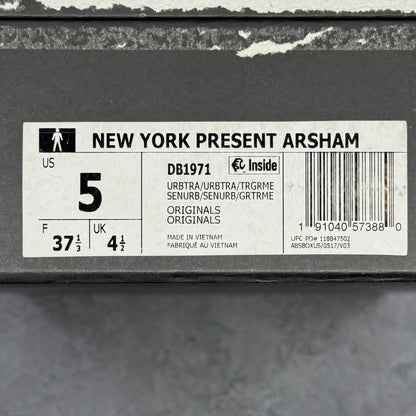 NEW YORK PRESENT ARSHAM
US
5
F
37 1/3
UK
4 1/2
DB1971
Inside
URBTRA/URBTRA/TRGRME
SENURB/SENURB/GRTRME
ORIGINALS
ORIGINALS
MADE IN VIETNAM
FABRIQUÉ AU VIETNAM
1 91040 57388 0
UPC PO# 118847502
ABSBOXUS/0517/V03